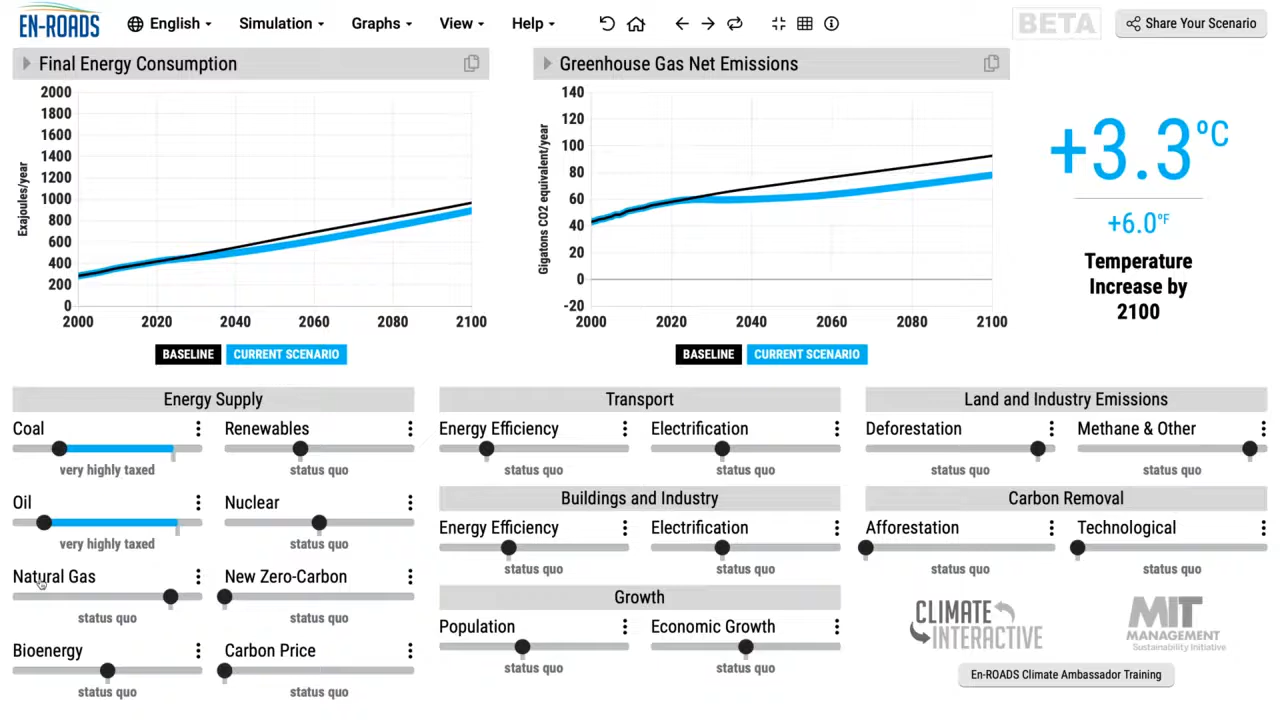 EN-ROADS
English
Simulation
Graphs
View
Help
BETA
Share Your Scenario
Final Energy Consumption
2000
1800
1600
1400
1200
1000
800
600
400
200
0
Exajoules/year
2000 2020 2040 2060 2080 2100
BASELINE CURRENT SCENARIO
Greenhouse Gas Net Emissions
140
120
100
80
60
40
20
0
-20
Gigatons CO2 equivalent/year
2000 2020 2040 2060 2080 2100
BASELINE CURRENT SCENARIO
+3.3ºC
+6.0°F
Temperature
Increase by
2100
Energy Supply
Coal
very highly taxed
Renewables
status quo
Oil
very highly taxed
Nuclear
status quo
Natural Gas
status quo
New Zero-Carbon
status quo
Bioenergy
status quo
Carbon Price
status quo
Transport
Energy Efficiency
status quo
Electrification
status quo
Buildings and Industry
Energy Efficiency
status quo
Electrification
status quo
Growth
Population
status quo
Economic Growth
status quo
Land and Industry Emissions
Deforestation
status quo
Methane & Other
status quo
Carbon Removal
Afforestation
status quo
Technological
status quo
CLIMATE
INTERACTIVE
MIT
MANAGEMENT
Sustainability Initiative
En-ROADS Climate Ambassador Training